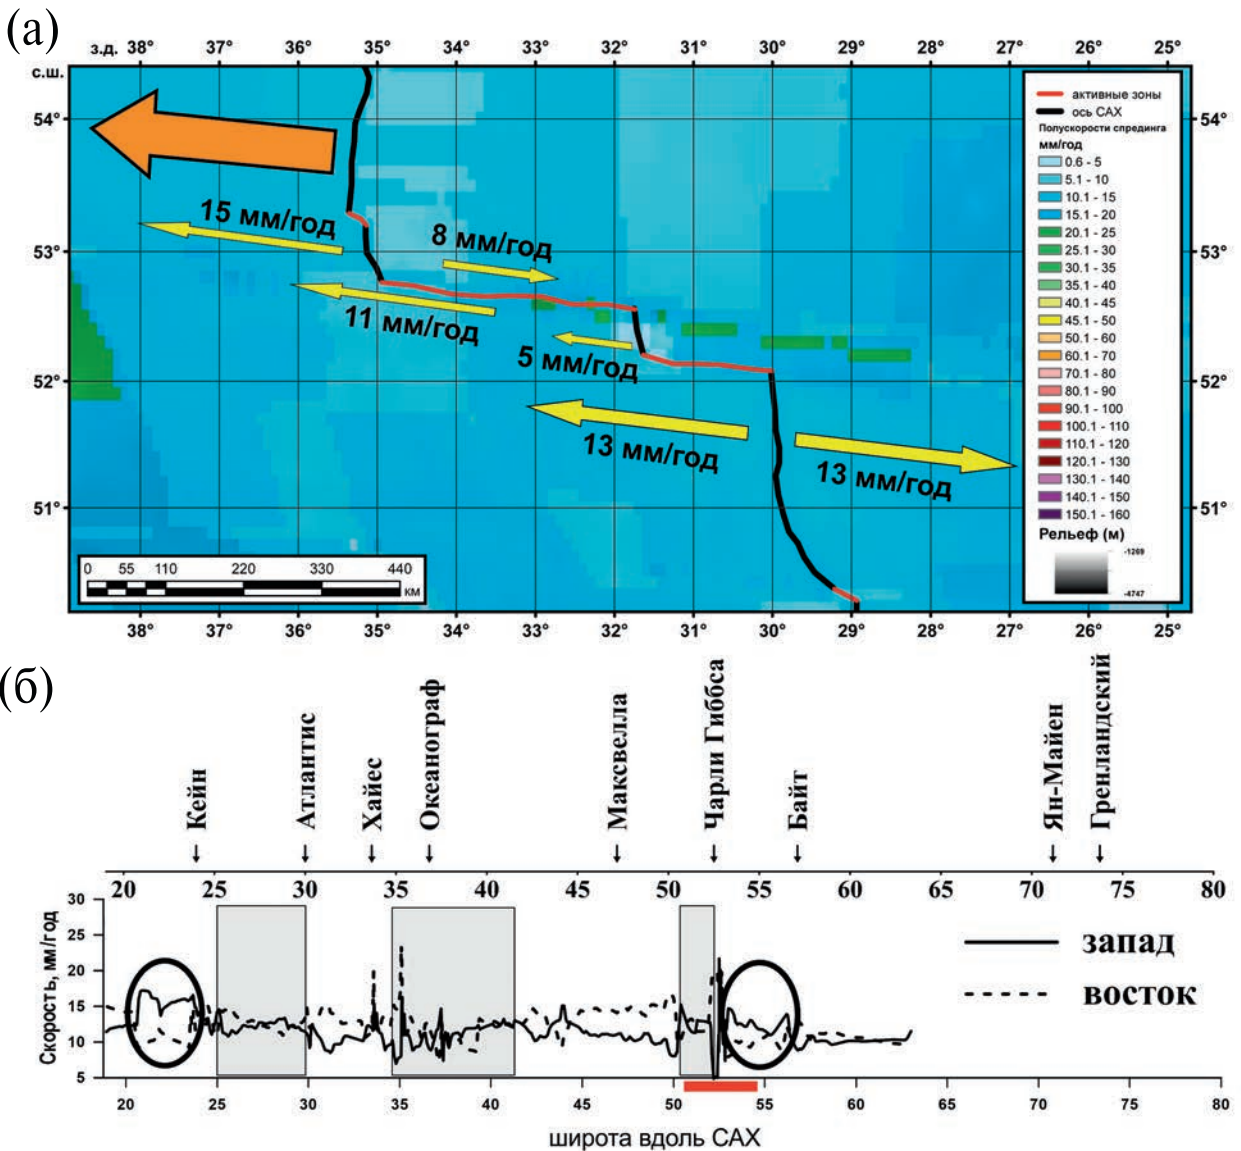 (а)
з.д. 38° 37° 36° 35° 34° 33° 32° 31° 30° 29° 28° 27° 26° 25°
с.ш.
54° 54°
53° 53°
52° 52°
51° 51°
15 мм/год
8 мм/год
11 мм/год
5 мм/год
13 мм/год
13 мм/год
активные зоны
ось САХ
Полускорости спрединга
мм/год
0.6 - 5
5.1 - 10
10.1 - 15
15.1 - 20
20.1 - 25
25.1 - 30
30.1 - 35
35.1 - 40
40.1 - 45
45.1 - 50
50.1 - 60
60.1 - 70
70.1 - 80
80.1 - 90
90.1 - 100
100.1 - 110
110.1 - 120
120.1 - 130
130.1 - 140
140.1 - 150
150.1 - 160
Рельеф (м)
-1269
-4747
0 55 110 220 330 440
км
38° 37° 36° 35° 34° 33° 32° 31° 30° 29° 28° 27° 26° 25°
(б)
Кейн
Атлантис
Хайес
Океанограф
Максвелла
Чарли Гиббса
Байт
Ян-Майен
Гренландский
20 25 30 35 40 45 50 55 60 65 70 75 80
Скорость, мм/год
30
25
20
15
10
5
запад
восток
20 25 30 35 40 45 50 55 60 65 70 75 80
широта вдоль САХ